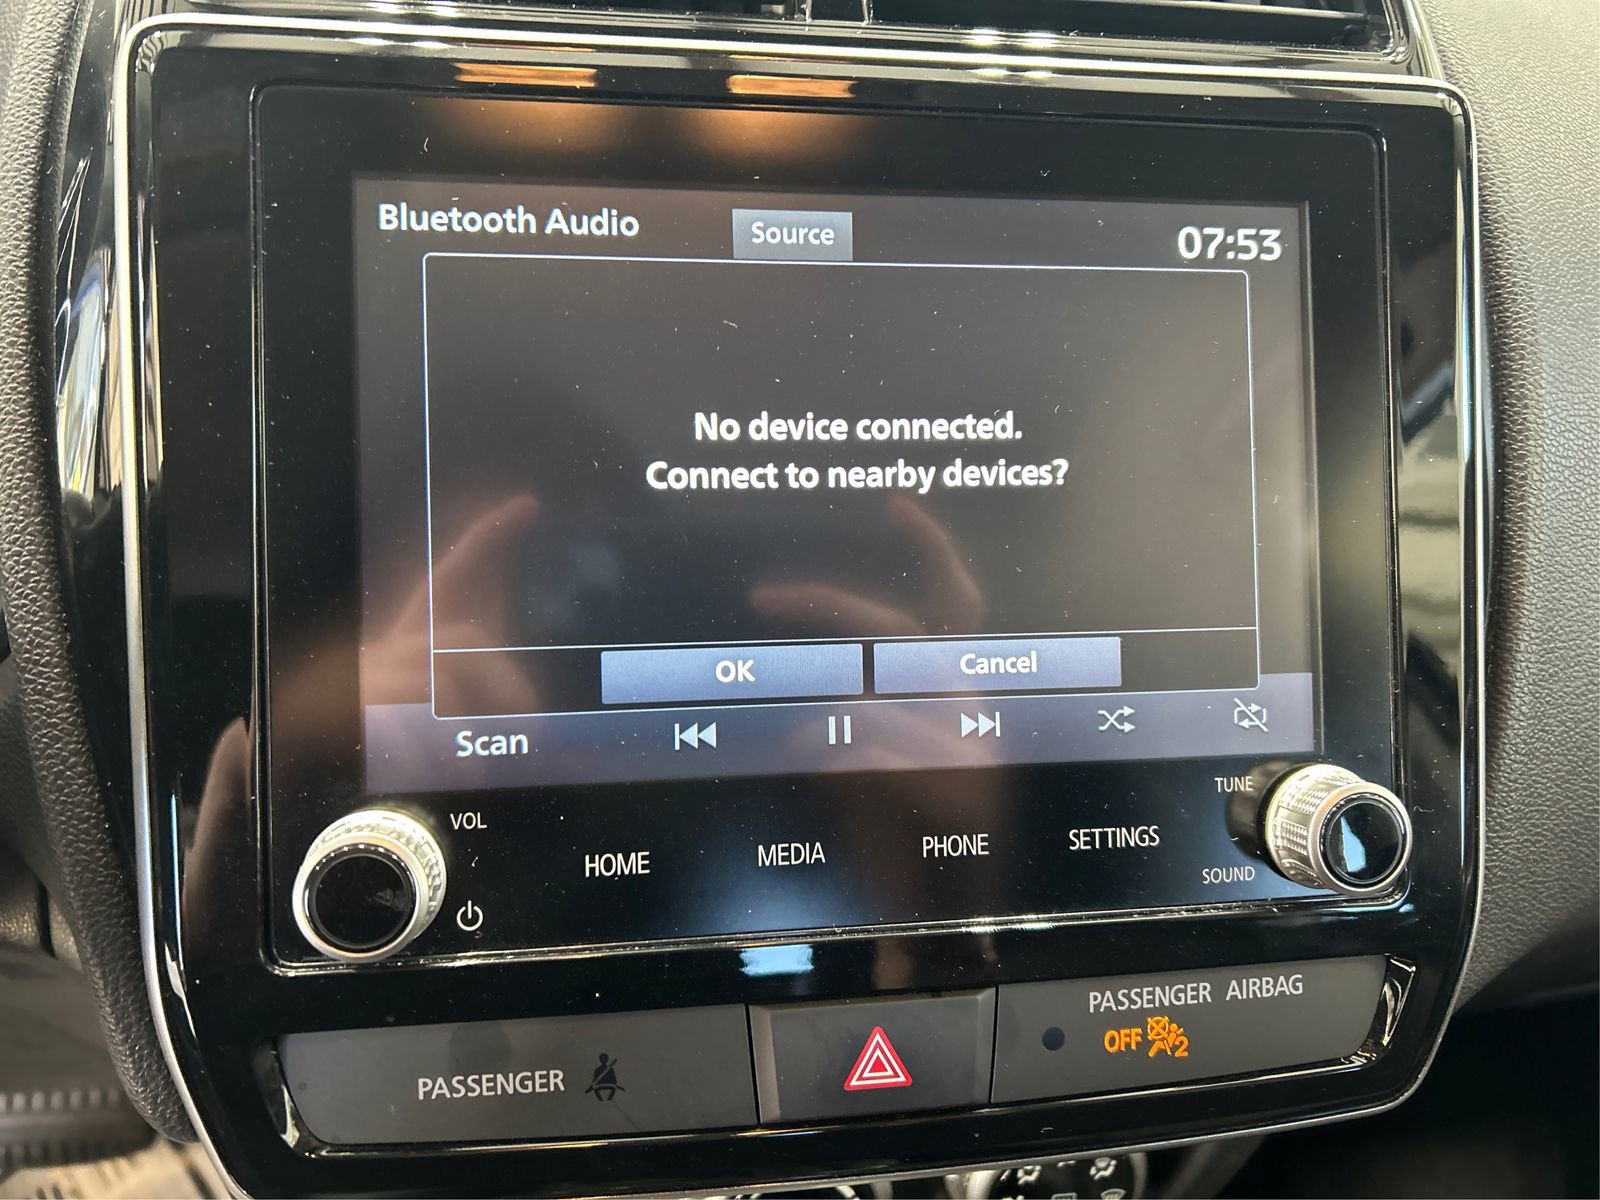 Bluetooth Audio
Source
07:53
No device connected.
Connect to nearby devices?
OK
Cancel
Scan
VOL
HOME
MEDIA
PHONE
SETTINGS
TUNE
SOUND
PASSENGER
PASSENGER AIRBAG
OFF 2